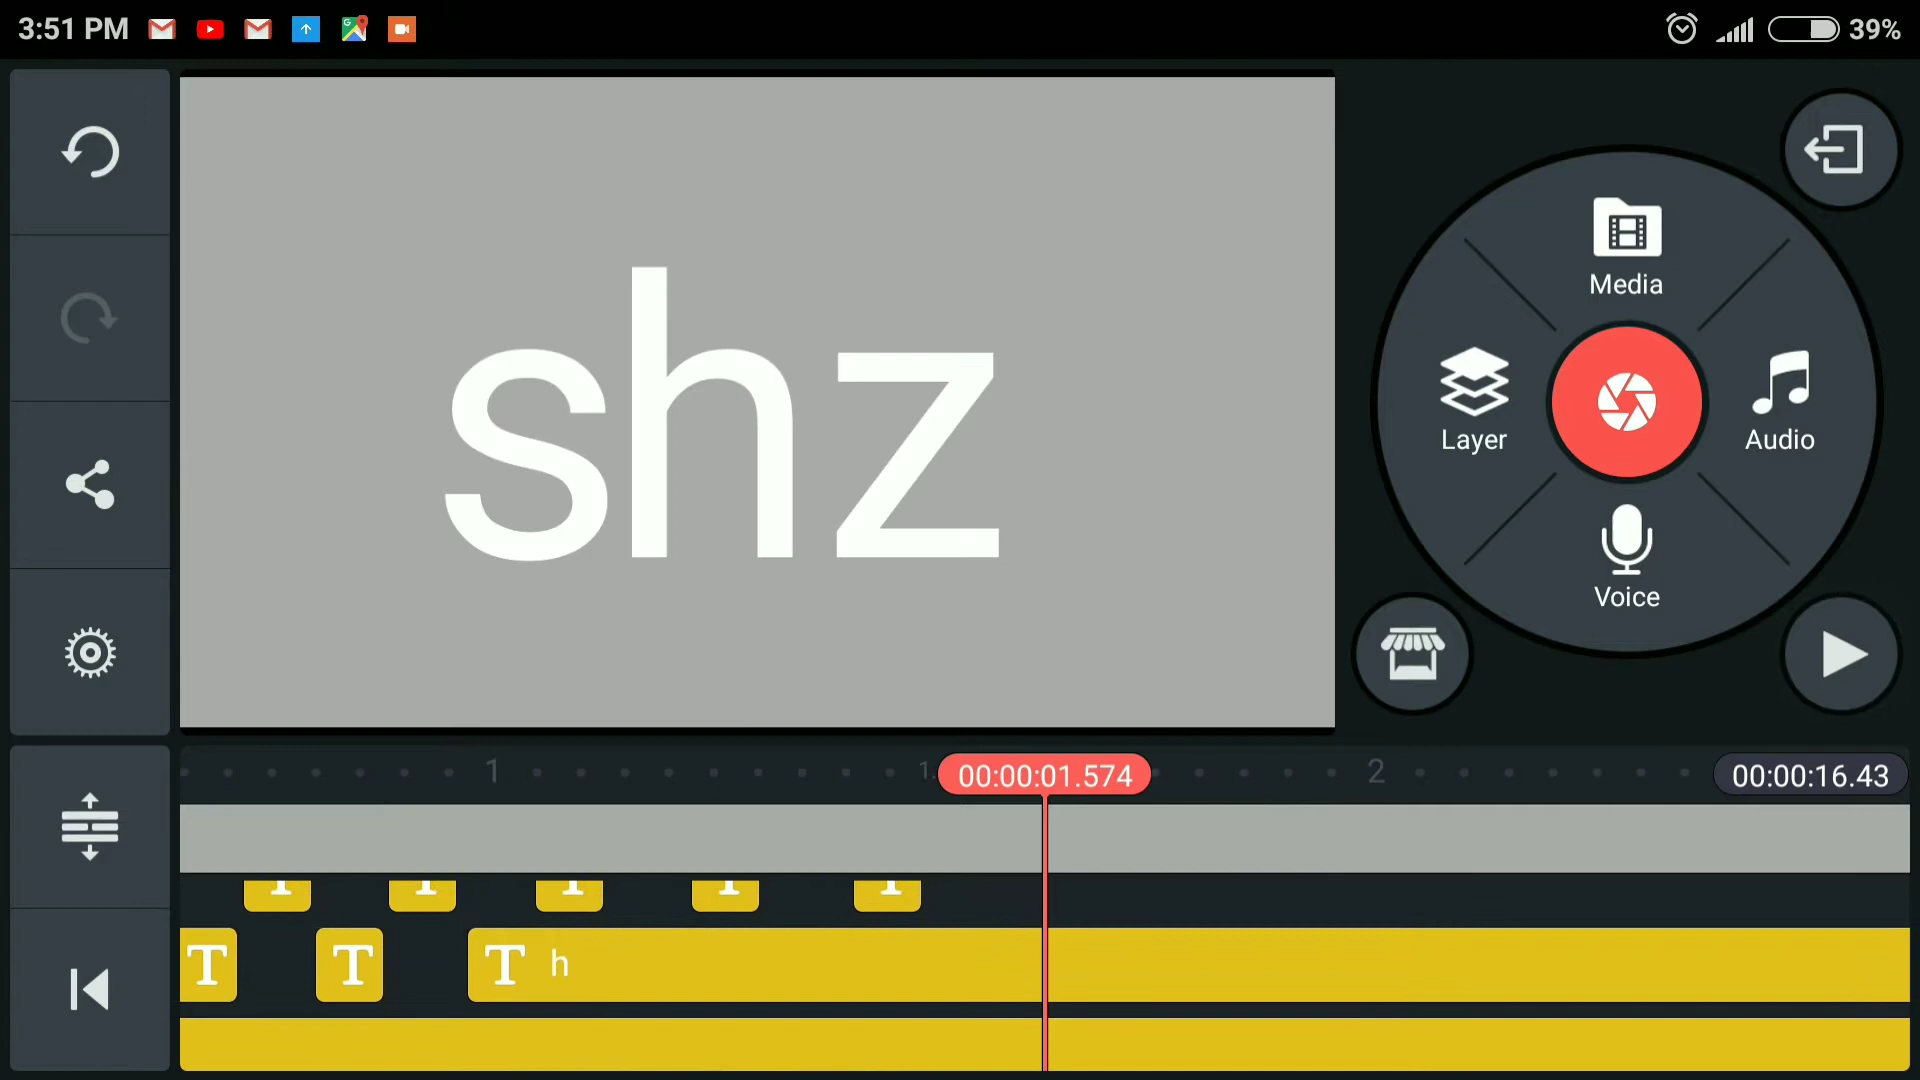 3:51 PM
39%
shz
Media
Layer
Audio
Voice
1
1.
00:00:01.574
2
00:00:16.43
T
T
T h